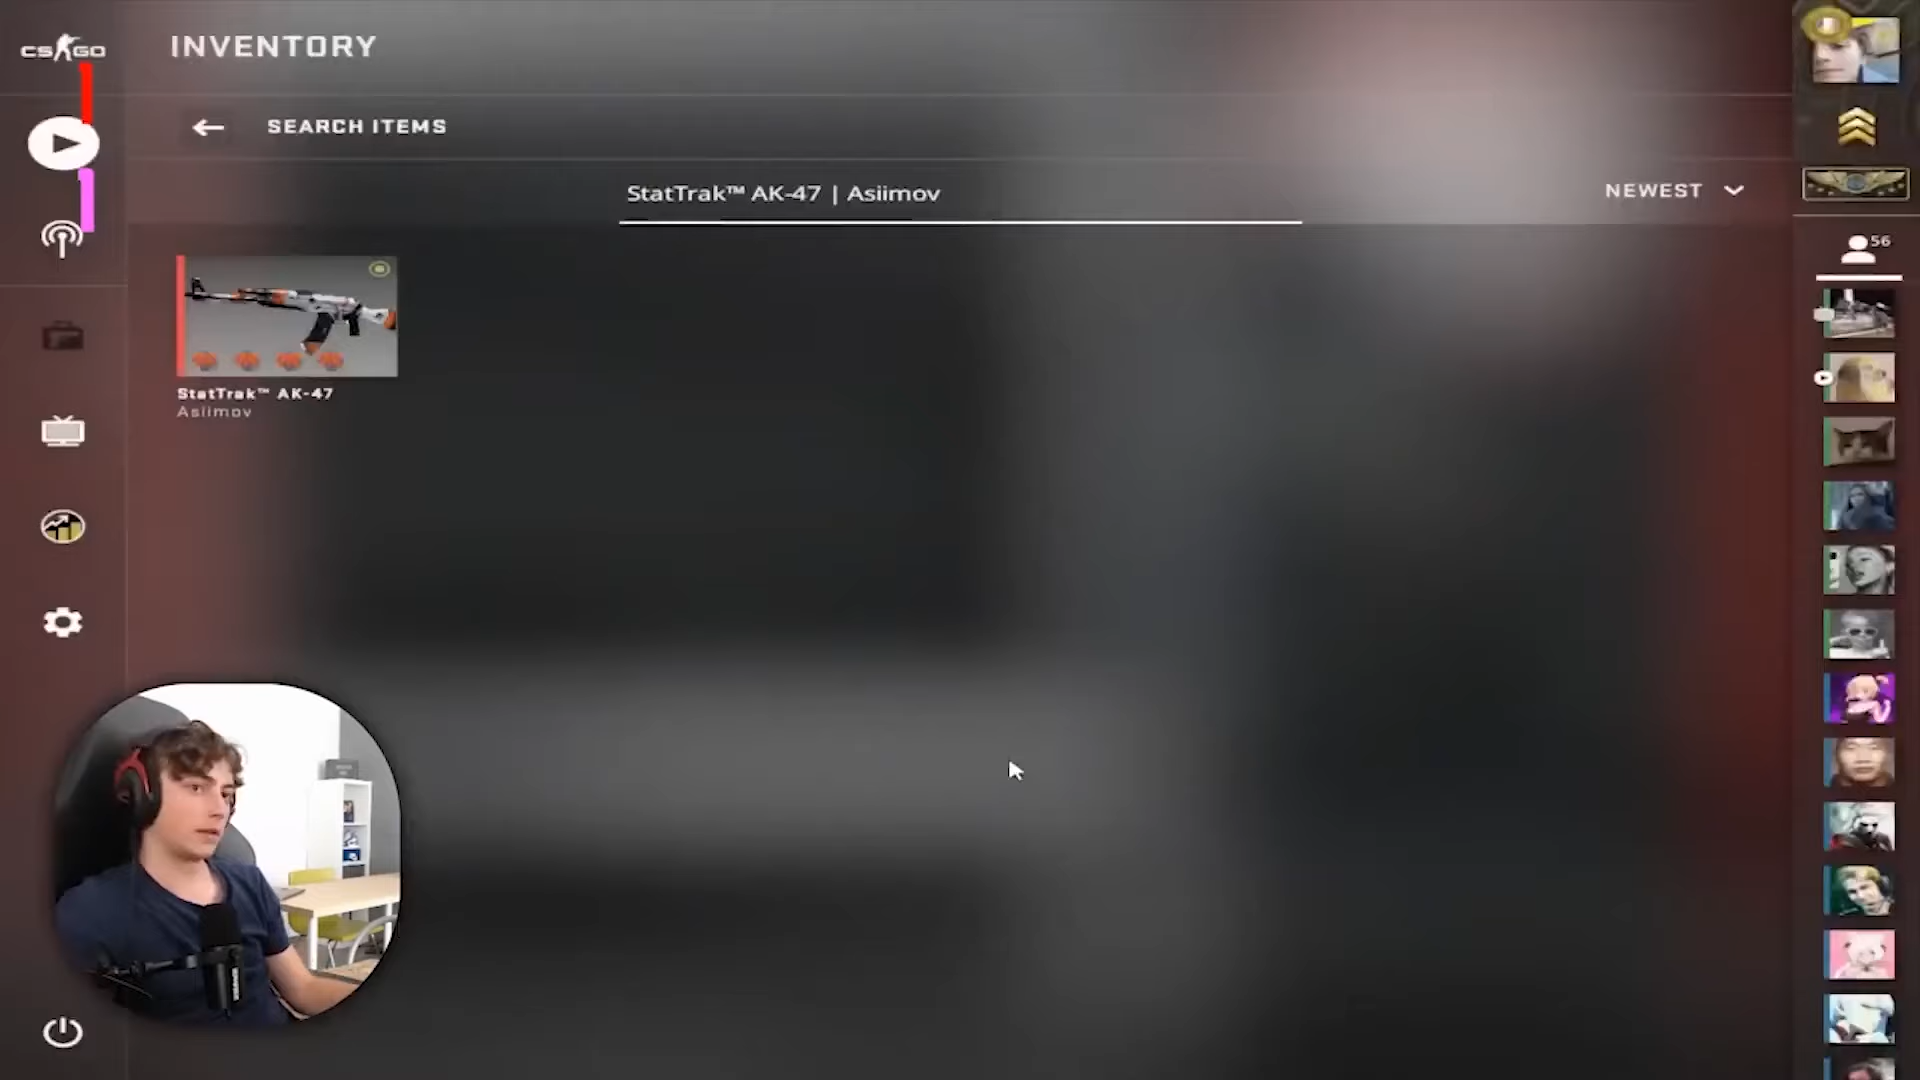 CS GO
INVENTORY
SEARCH ITEMS
StatTrak™ AK-47 | Asiimov
NEWEST
56
StatTrak™ AK-47
Asiimov